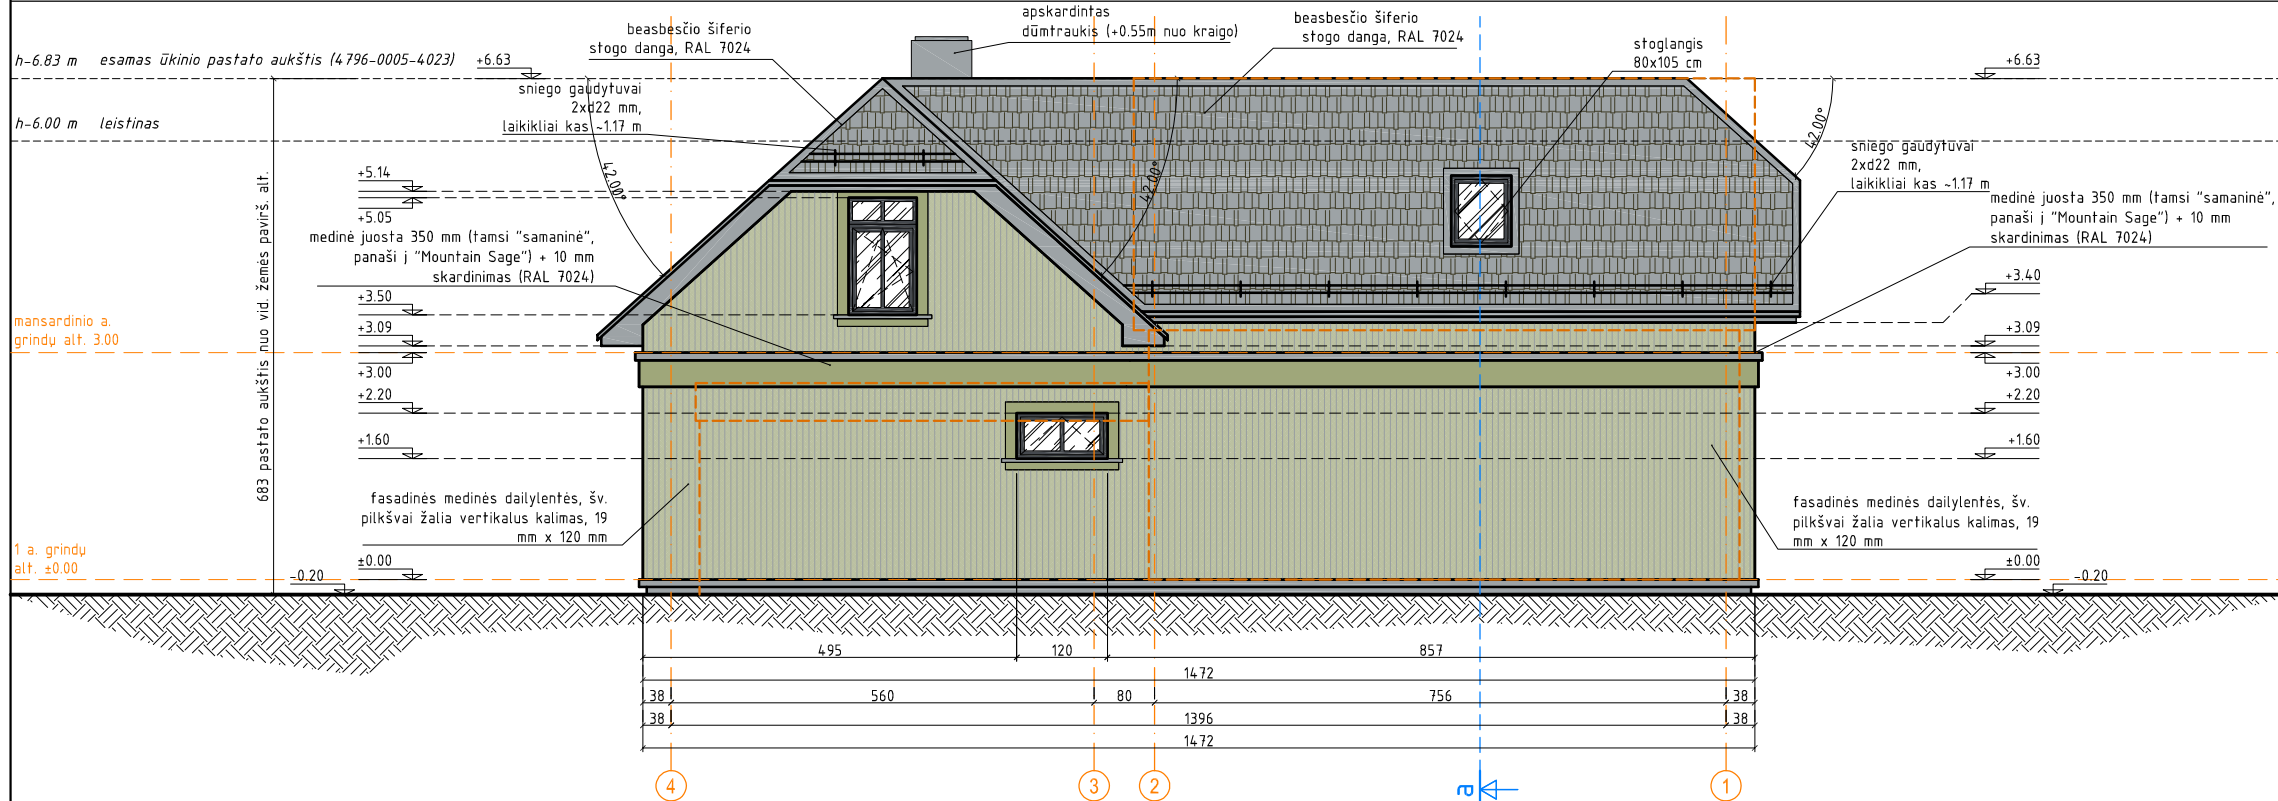 h-6.83 m esamas ūkinio pastato aukštis (4796-0005-4023)
+6.63
h-6.00 m leistinas
beasbesčio šiferio
stogo danga, RAL 7024
apskardintas
dūmtraukis (+0.55m nuo kraigo)
beasbesčio šiferio
stogo danga, RAL 7024
stoglangis
80x105 cm
+6.63
sniego gaudytuvai
2xd22 mm,
laikikliai kas ~1.17 m
42.00°
42.00°
42.00°
sniego gaudytuvai
2xd22 mm,
laikikliai kas ~1.17 m
+5.14
+5.05
medinė juosta 350 mm (tamsi "samaninė",
panaši į "Mountain Sage") + 10 mm
skardinimas (RAL 7024)
medinė juosta 350 mm (tamsi "samaninė",
panaši į "Mountain Sage") + 10 mm
skardinimas (RAL 7024)
683 pastato aukštis nuo vid. žemės pavirš. alt.
+3.50
+3.09
+3.00
+2.20
+1.60
mansardinio a.
grindų alt. 3.00
+3.40
+3.09
+3.00
+2.20
+1.60
fasadinės medinės dailylentės, šv.
pilkšvai žalia vertikalus kalimas, 19
mm x 120 mm
fasadinės medinės dailylentės, šv.
pilkšvai žalia vertikalus kalimas, 19
mm x 120 mm
1 a. grindų
alt. ±0.00
±0.00
-0.20
±0.00
-0.20
495 120 857
1472
38 560 80 756 38
38 1396 38
1472
4 3 2 a 1